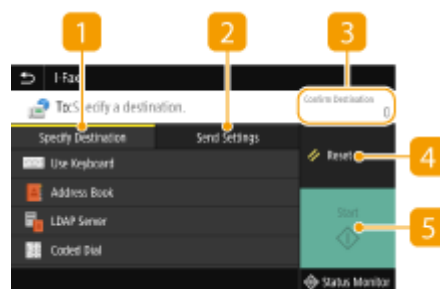 1
2
3
I-Fax
To:Specify a destination.
Confirm Destination
0
Specify Destination
Send Settings
Use Keyboard
Reset
4
Address Book
LDAP Server
Start
5
Coded Dial
Status Monitor